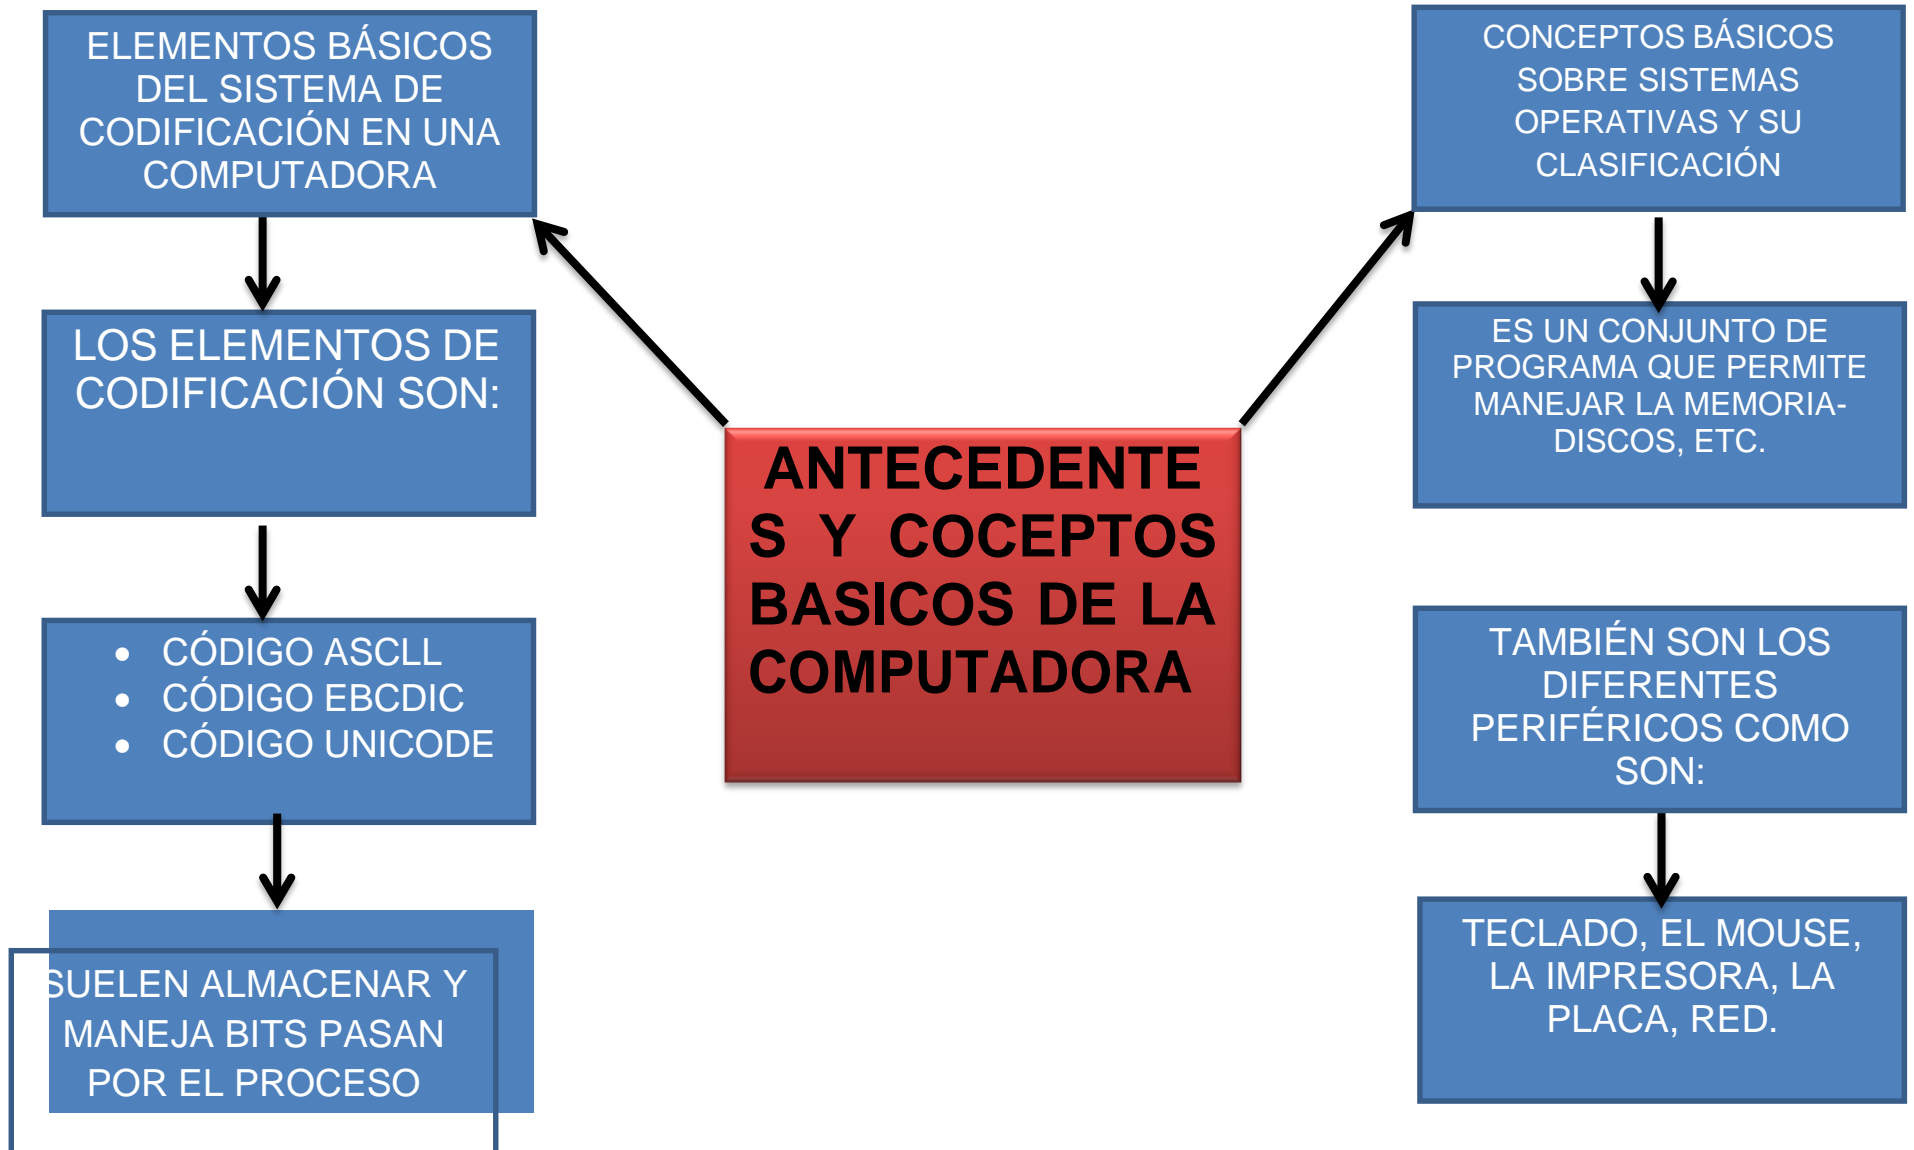 ELEMENTOS BÁSICOS
DEL SISTEMA DE
CODIFICACIÓN EN UNA
COMPUTADORA
LOS ELEMENTOS DE
CODIFICACIÓN SON:
• CÓDIGO ASCLL
• CÓDIGO EBCDIC
• CÓDIGO UNICODE
SUELEN ALMACENAR Y
MANEJA BITS PASAN
POR EL PROCESO
ANTECEDENTE
S Y COCEPTOS
BASICOS DE LA
COMPUTADORA
CONCEPTOS BÁSICOS
SOBRE SISTEMAS
OPERATIVAS Y SU
CLASIFICACIÓN
ES UN CONJUNTO DE
PROGRAMA QUE PERMITE
MANEJAR LA MEMORIA-
DISCOS, ETC.
TAMBIÉN SON LOS
DIFERENTES
PERIFÉRICOS COMO
SON:
TECLADO, EL MOUSE,
LA IMPRESORA, LA
PLACA, RED.